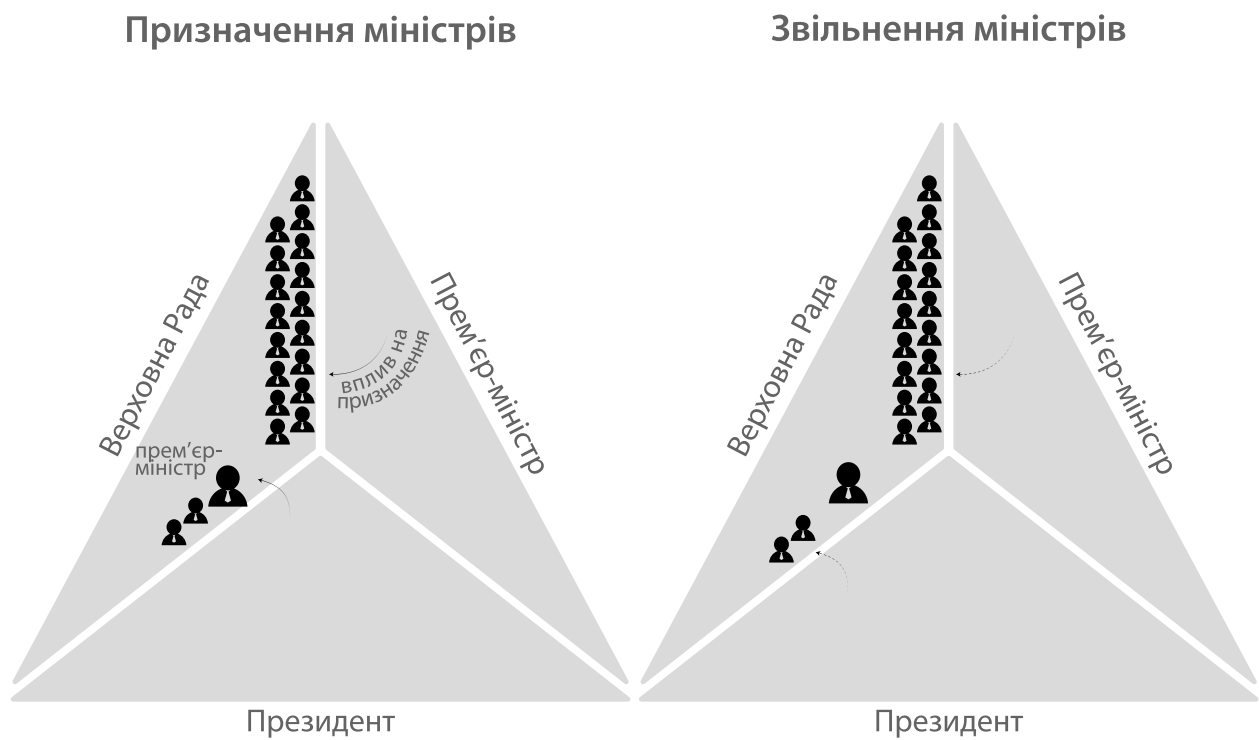 Призначення міністрів
Звільнення міністрів
Верховна Рада
Прем’єр-міністр
вплив на
призначення
прем’єр-
міністр
Президент
Верховна Рада
Прем’єр-міністр
Президент